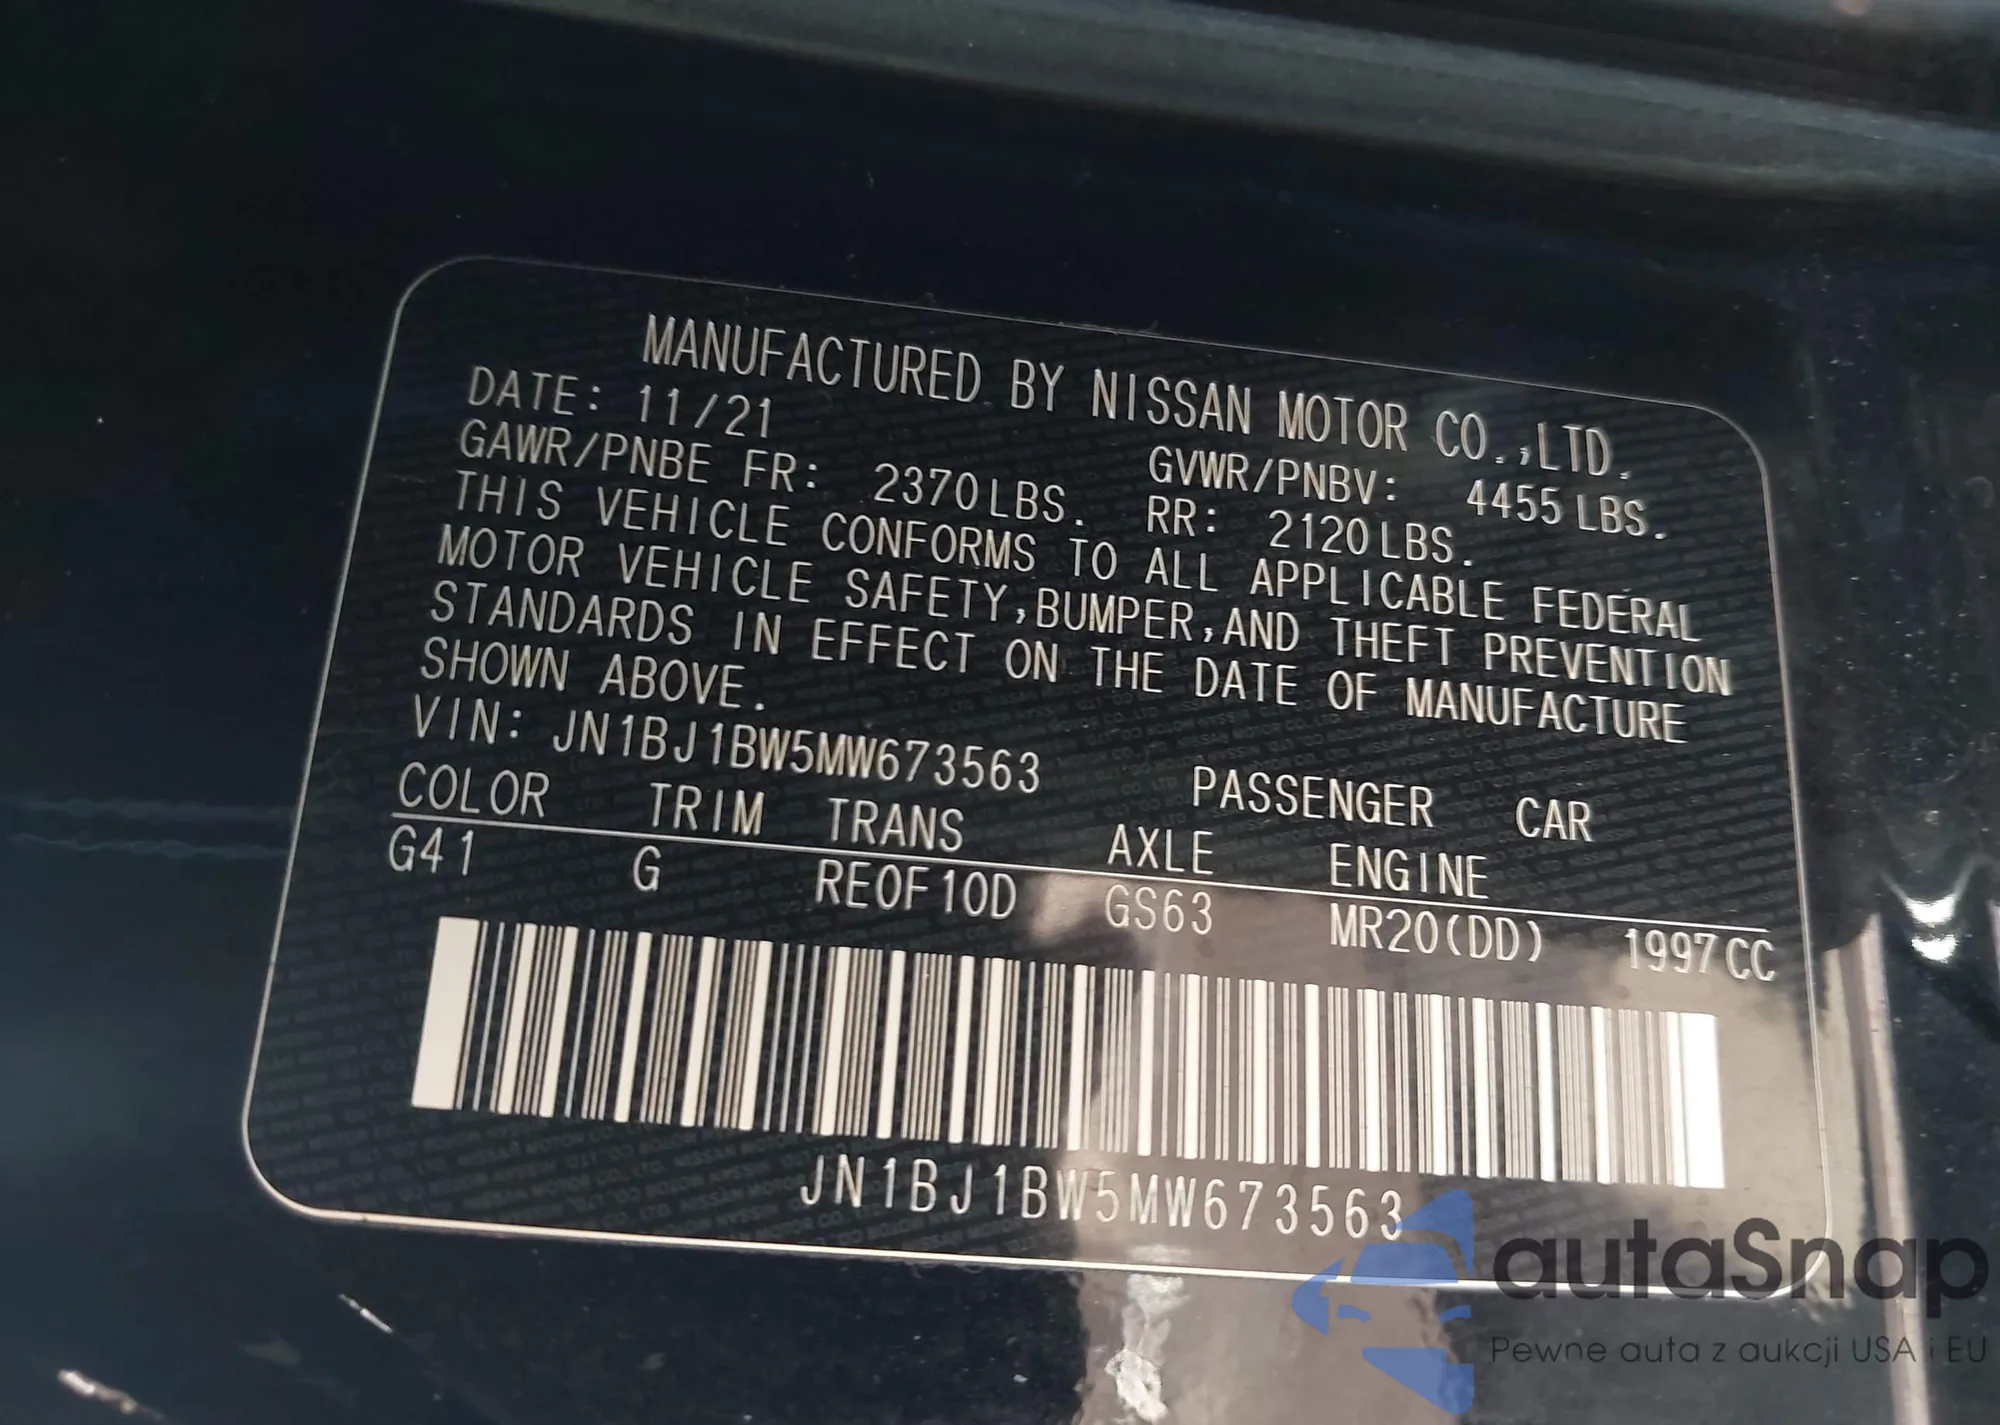 MANUFACTURED BY NISSAN MOTOR CO.,LTD.
DATE: 11/21
GVWR/PNBV: 4455 LBS.
GAWR/PNBE FR: 2370LBS. RR: 2120LBS.
THIS VEHICLE CONFORMS TO ALL APPLICABLE FEDERAL
MOTOR VEHICLE SAFETY,BUMPER,AND THEFT PREVENTION
STANDARDS IN EFFECT ON THE DATE OF MANUFACTURE
SHOWN ABOVE.
VIN: JN1BJ1BW5MW673563 PASSENGER CAR
COLOR TRIM TRANS AXLE ENGINE
G41 G RE0F10D GS63 MR20(DD) 1997CC
JN1BJ1BW5MW673563
autaSnap
Pewne auta z aukcji USA i EU